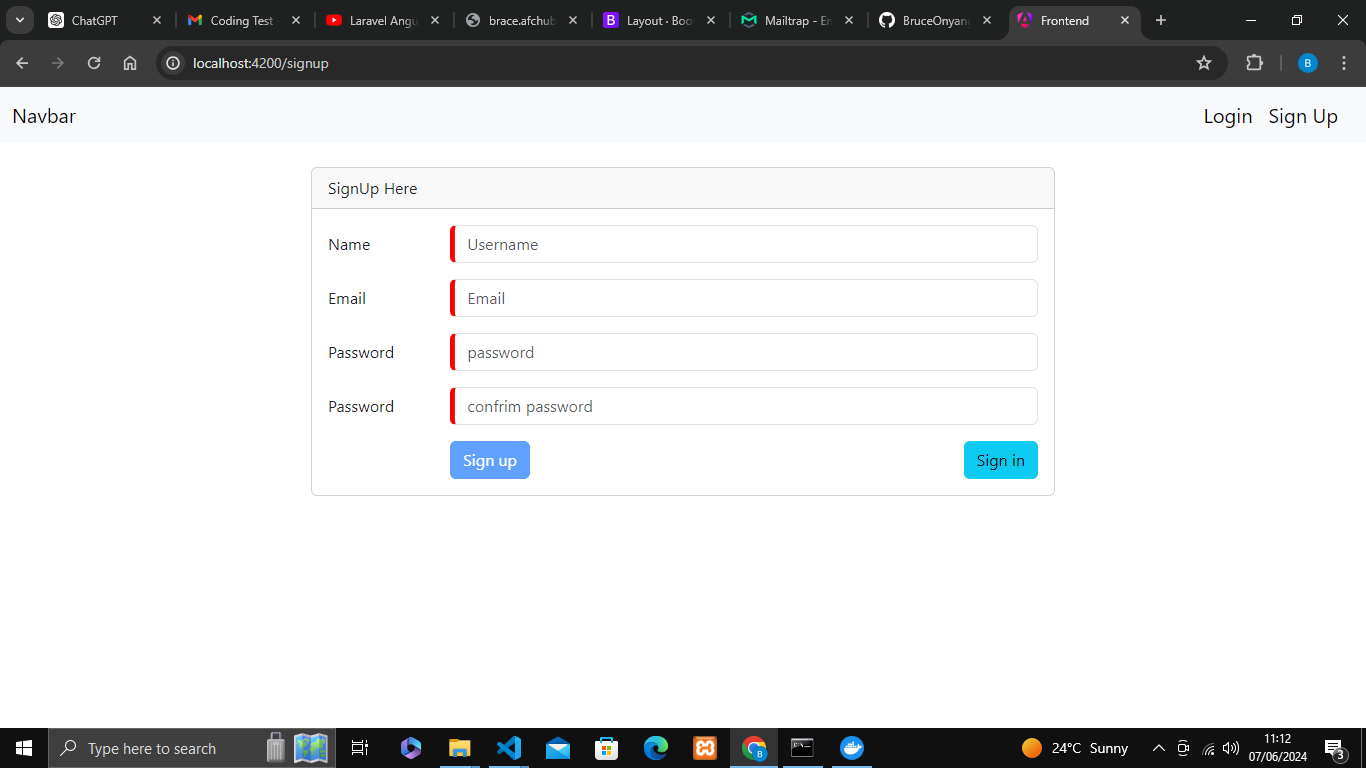 ChatGPT
Coding Test -
Laravel Angu
brace.afchub
Layout · Boo
Mailtrap - En
BruceOnyang
Frontend
localhost:4200/signup
B
Navbar
Login
Sign Up
SignUp Here
Name
Username
Email
Email
Password
password
Password
confrim password
Sign up
Sign in
Type here to search
24°C Sunny
11:12
07/06/2024
3